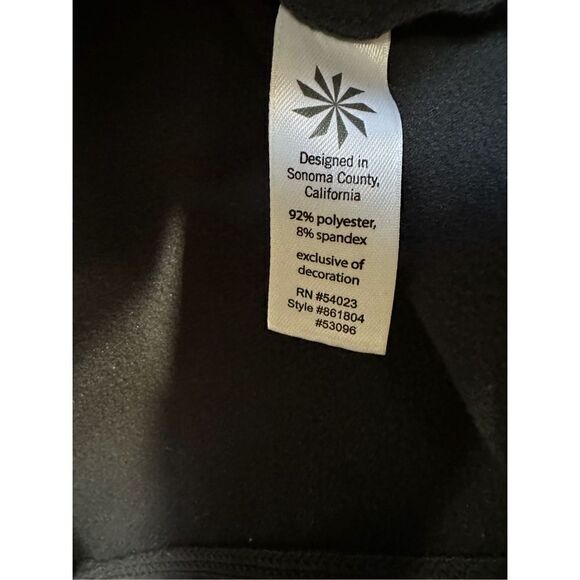 Designed in
Sonoma County,
California
92% polyester,
8% spandex
exclusive of
decoration
RN #54023
Style #861804
#53096